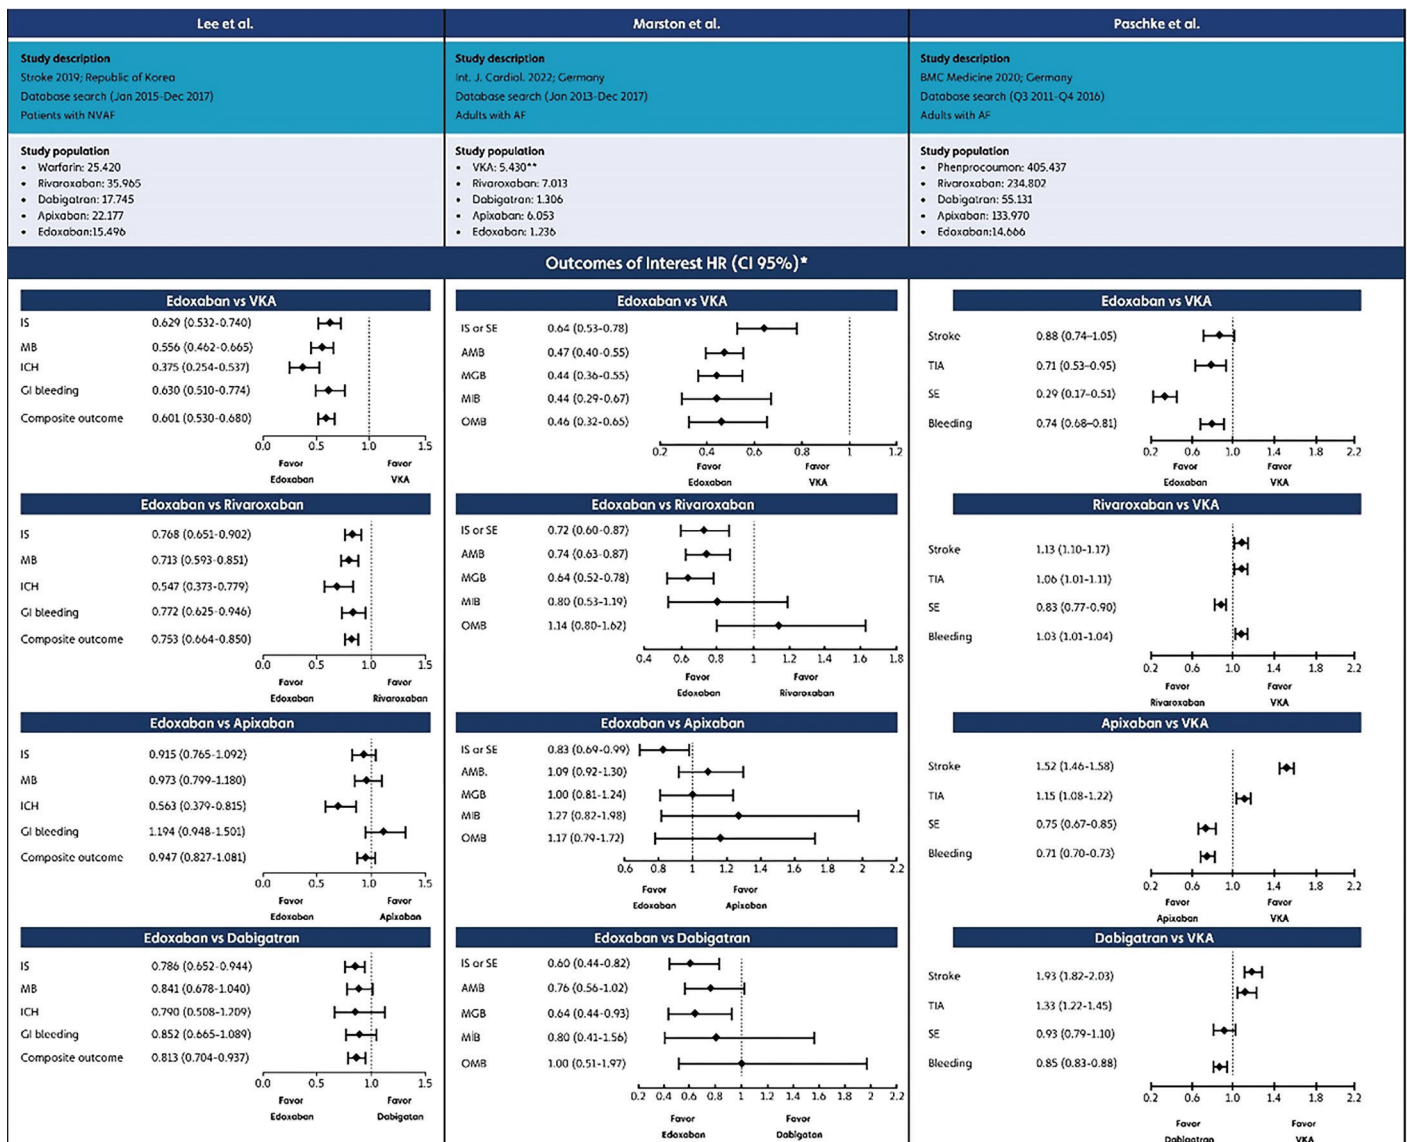 Lee et al.
Study description
Stroke 2019; Republic of Korea
Database search (Jan 2015-Dec 2017)
Patients with NVAF
Study population
• Warfarin: 25.420
• Rivaroxaban: 35.965
• Dabigatran: 17.745
• Apixaban: 22.177
• Edoxaban:15.496
Marston et al.
Study description
Int. J. Cardiol. 2022; Germany
Database search (Jan 2013-Dec 2017)
Adults with AF
Study population
• VKA: 5.430**
• Rivaroxaban: 7.013
• Dabigatran: 1.306
• Apixaban: 6.053
• Edoxaban: 1.236
Paschke et al.
Study description
BMC Medicine 2020; Germany
Database search (Q3 2011-Q4 2016)
Adults with AF
Study population
• Phenprocoumon: 405.437
• Rivaroxaban: 234.802
• Dabigatran: 55.131
• Apixaban: 133.970
• Edoxaban:14.666
Outcomes of Interest HR (CI 95%)*
Edoxaban vs VKA
IS 0.629 (0.532-0.740)
MB 0.556 (0.462-0.665)
ICH 0.375 (0.254-0.537)
GI bleeding 0.630 (0.510-0.774)
Composite outcome 0.601 (0.530-0.680)
0.0 0.5 1.0 1.5
Favor Favor
Edoxaban VKA
Edoxaban vs Rivaroxaban
IS 0.768 (0.651-0.902)
MB 0.713 (0.593-0.851)
ICH 0.547 (0.373-0.779)
GI bleeding 0.772 (0.625-0.946)
Composite outcome 0.753 (0.664-0.850)
0.0 0.5 1.0 1.5
Favor Favor
Edoxaban Rivaroxaban
Edoxaban vs Apixaban
IS 0.915 (0.765-1.092)
MB 0.973 (0.799-1.180)
ICH 0.563 (0.379-0.815)
GI bleeding 1.194 (0.948-1.501)
Composite outcome 0.947 (0.827-1.081)
0.0 0.5 1.0 1.5
Favor Favor
Edoxaban Apixaban
Edoxaban vs Dabigatran
IS 0.786 (0.652-0.944)
MB 0.841 (0.678-1.040)
ICH 0.790 (0.508-1.209)
GI bleeding 0.852 (0.665-1.089)
Composite outcome 0.813 (0.704-0.937)
0.0 0.5 1.0 1.5
Favor Favor
Edoxaban Dabigatan
Edoxaban vs VKA
IS or SE 0.64 (0.53-0.78)
AMB 0.47 (0.40-0.55)
MGB 0.44 (0.36-0.55)
MIB 0.44 (0.29-0.67)
OMB 0.46 (0.32-0.65)
0.2 0.4 0.6 1 1.2
Favor Favor
Edoxaban VKA
Edoxaban vs Rivaroxaban
IS or SE 0.72 (0.60-0.87)
AMB 0.74 (0.63-0.87)
MGB 0.64 (0.52-0.78)
MIB 0.80 (0.53-1.19)
OMB 1.14 (0.80-1.62)
0.4 0.6 0.8 1 1.2 1.4 1.6 1.8
Favor Favor
Edoxaban Rivaroxaban
Edoxaban vs Apixaban
IS or SE 0.83 (0.69-0.99)
AMB. 1.09 (0.92-1.30)
MGB 1.00 (0.81-1.24)
MIB 1.27 (0.82-1.98)
OMB 1.17 (0.79-1.72)
0.6 0.8 1 1.2 1.4 1.6 1.8 2.2
Favor Favor
Edoxaban Apixaban
Edoxaban vs Dabigatran
IS or SE 0.60 (0.44-0.82)
AMB 0.76 (0.56-1.02)
MGB 0.64 (0.44-0.93)
MIB 0.80 (0.41-1.56)
OMB 1.00 (0.51-1.97)
0.2 0.4 0.6 0.8 1 1.2 1.4 1.6 1.8 2 2.2
Favor Favor
Edoxaban Dabigaton
Edoxaban vs VKA
Stroke 0.88 (0.74–1.05)
TIA 0.71 (0.53–0.95)
SE 0.29 (0.17-0.51)
Bleeding 0.74 (0.68–0.81)
0.2 0.6 1.0 1.4 1.8 2.2
Favor Favor
Edoxaban VKA
Rivaroxaban vs VKA
Stroke 1.13 (1.10-1.17)
TIA 1.06 (1.01-1.11)
SE 0.83 (0.77-0.90)
Bleeding 1.03 (1.01-1.04)
0.2 0.6 1.0 1.4 1.8 2.2
Favor Favor
Rivaroxaban VKA
Apixaban vs VKA
Stroke 1.52 (1.46-1.58)
TIA 1.15 (1.08-1.22)
SE 0.75 (0.67-0.85)
Bleeding 0.71 (0.70-0.73)
0.2 0.6 1.0 1.4 1.8 2.2
Favor Favor
Apixaban VKA
Dabigatran vs VKA
Stroke 1.93 (1.82-2.03)
TIA 1.33 (1.22-1.45)
SE 0.93 (0.79-1.10)
Bleeding 0.85 (0.83-0.88)
0.2 0.6 1.0 1.4 1.8 2.2
Favor Favor
Dabigatran VKA